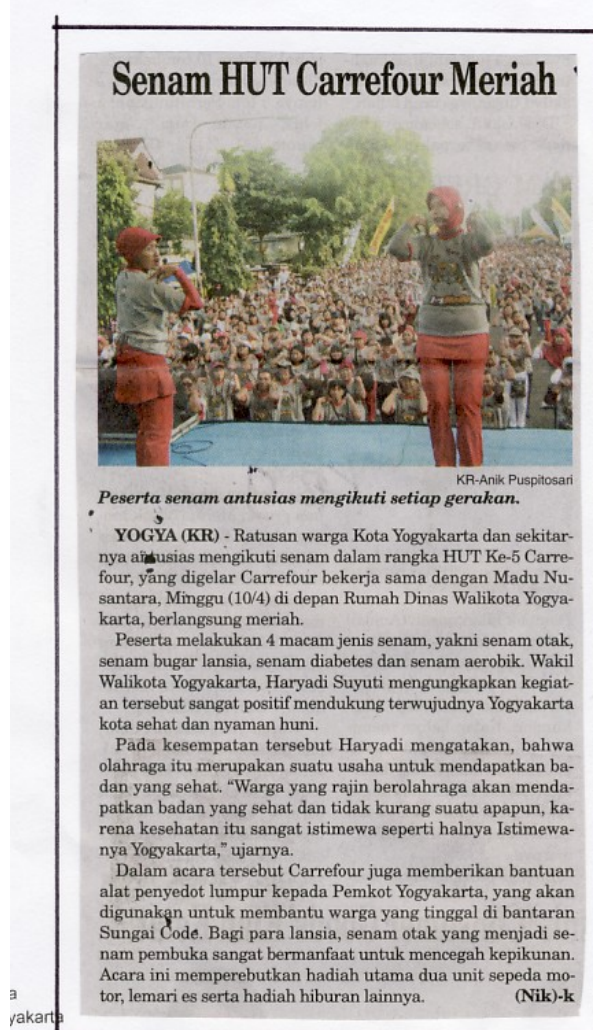 Senam HUT Carrefour Meriah
KR-Anik Puspitosari
Peserta senam antusias mengikuti setiap gerakan.
YOGYA (KR) - Ratusan warga Kota Yogyakarta dan sekitar-
nya antusias mengikuti senam dalam rangka HUT Ke-5 Carre-
four, yang digelar Carrefour bekerja sama dengan Madu Nu-
santara, Minggu (10/4) di depan Rumah Dinas Walikota Yogya-
karta, berlangsung meriah.
Peserta melakukan 4 macam jenis senam, yakni senam otak,
senam bugar lansia, senam diabetes dan senam aerobik. Wakil
Walikota Yogyakarta, Haryadi Suyuti mengungkapkan kegiat-
an tersebut sangat positif mendukung terwujudnya Yogyakarta
kota sehat dan nyaman huni.
Pada kesempatan tersebut Haryadi mengatakan, bahwa
olahraga itu merupakan suatu usaha untuk mendapatkan ba-
dan yang sehat. “Warga yang rajin berolahraga akan menda-
patkan badan yang sehat dan tidak kurang suatu apapun, ka-
rena kesehatan itu sangat istimewa seperti halnya Istimewa-
nya Yogyakarta,” ujarnya.
Dalam acara tersebut Carrefour juga memberikan bantuan
alat penyedot lumpur kepada Pemkot Yogyakarta, yang akan
digunakan untuk membantu warga yang tinggal di bantaran
Sungai Code. Bagi para lansia, senam otak yang menjadi se-
nam pembuka sangat bermanfaat untuk mencegah kepikunan.
Acara ini memperebutkan hadiah utama dua unit sepeda mo-
tor, lemari es serta hadiah hiburan lainnya. (Nik)-k
a
yakarta